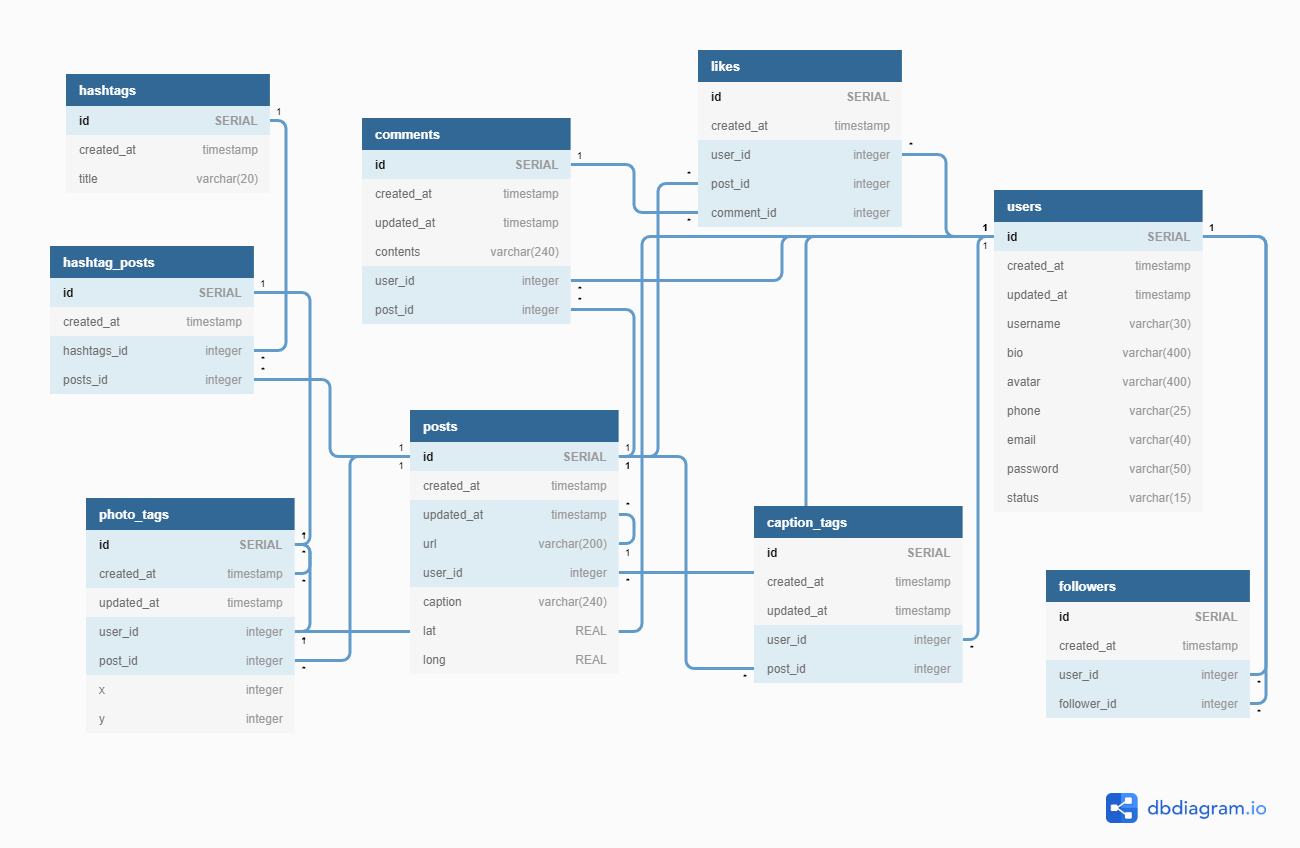 likes
id SERIAL
created_at timestamp
user_id integer
post_id integer
comment_id integer
hashtags
id SERIAL
created_at timestamp
title varchar(20)
comments
id SERIAL
created_at timestamp
updated_at timestamp
contents varchar(240)
user_id integer
post_id integer
users
id SERIAL
created_at timestamp
updated_at timestamp
username varchar(30)
bio varchar(400)
avatar varchar(400)
phone varchar(25)
email varchar(40)
password varchar(50)
status varchar(15)
hashtag_posts
id SERIAL
created_at timestamp
hashtags_id integer
posts_id integer
posts
id SERIAL
created_at timestamp
updated_at timestamp
url varchar(200)
user_id integer
caption varchar(240)
lat REAL
long REAL
photo_tags
id SERIAL
created_at timestamp
updated_at timestamp
user_id integer
post_id integer
x integer
y integer
caption_tags
id SERIAL
created_at timestamp
updated_at timestamp
user_id integer
post_id integer
followers
id SERIAL
created_at timestamp
user_id integer
follower_id integer
1
*
1
*
*
*
1
1
1
1
*
*
*
*
1
1
1
1
1
*
*
1
*
*
1
*
1
*
*
*
*
dbdiagram.io